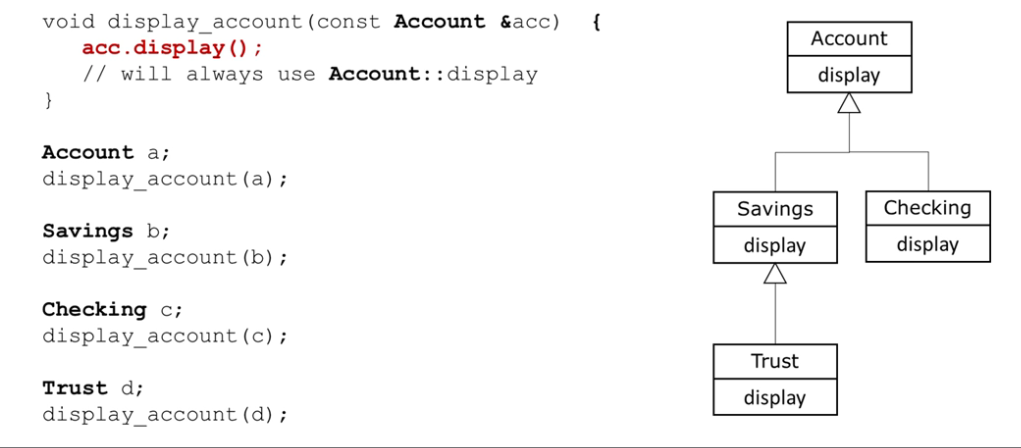 void display_account(const Account &acc) {
acc.display();
// will always use Account::display
}
Account a;
display_account(a);
Savings b;
display_account(b);
Checking c;
display_account(c);
Trust d;
display_account(d);
Account
display
Savings
display
Checking
display
Trust
display